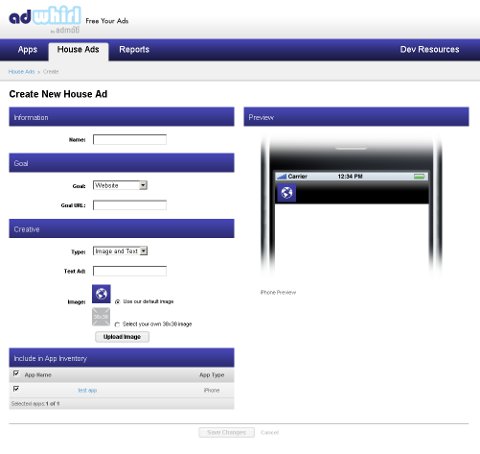 adwhirl
by admob
Free Your Ads
Apps House Ads Reports Dev Resources
House Ads » Create
Create New House Ad
Information
Name:
Goal
Goal: Website
Goal URL:
Creative
Type: Image and Text
Text Ad:
Image: Use our default image
38x38 Select your own 38x38 image
Upload Image
Include in App Inventory
App Name App Type
test app iPhone
Selected apps: 1 of 1
Preview
Carrier 12:34 PM
iPhone Preview
Save Changes Cancel